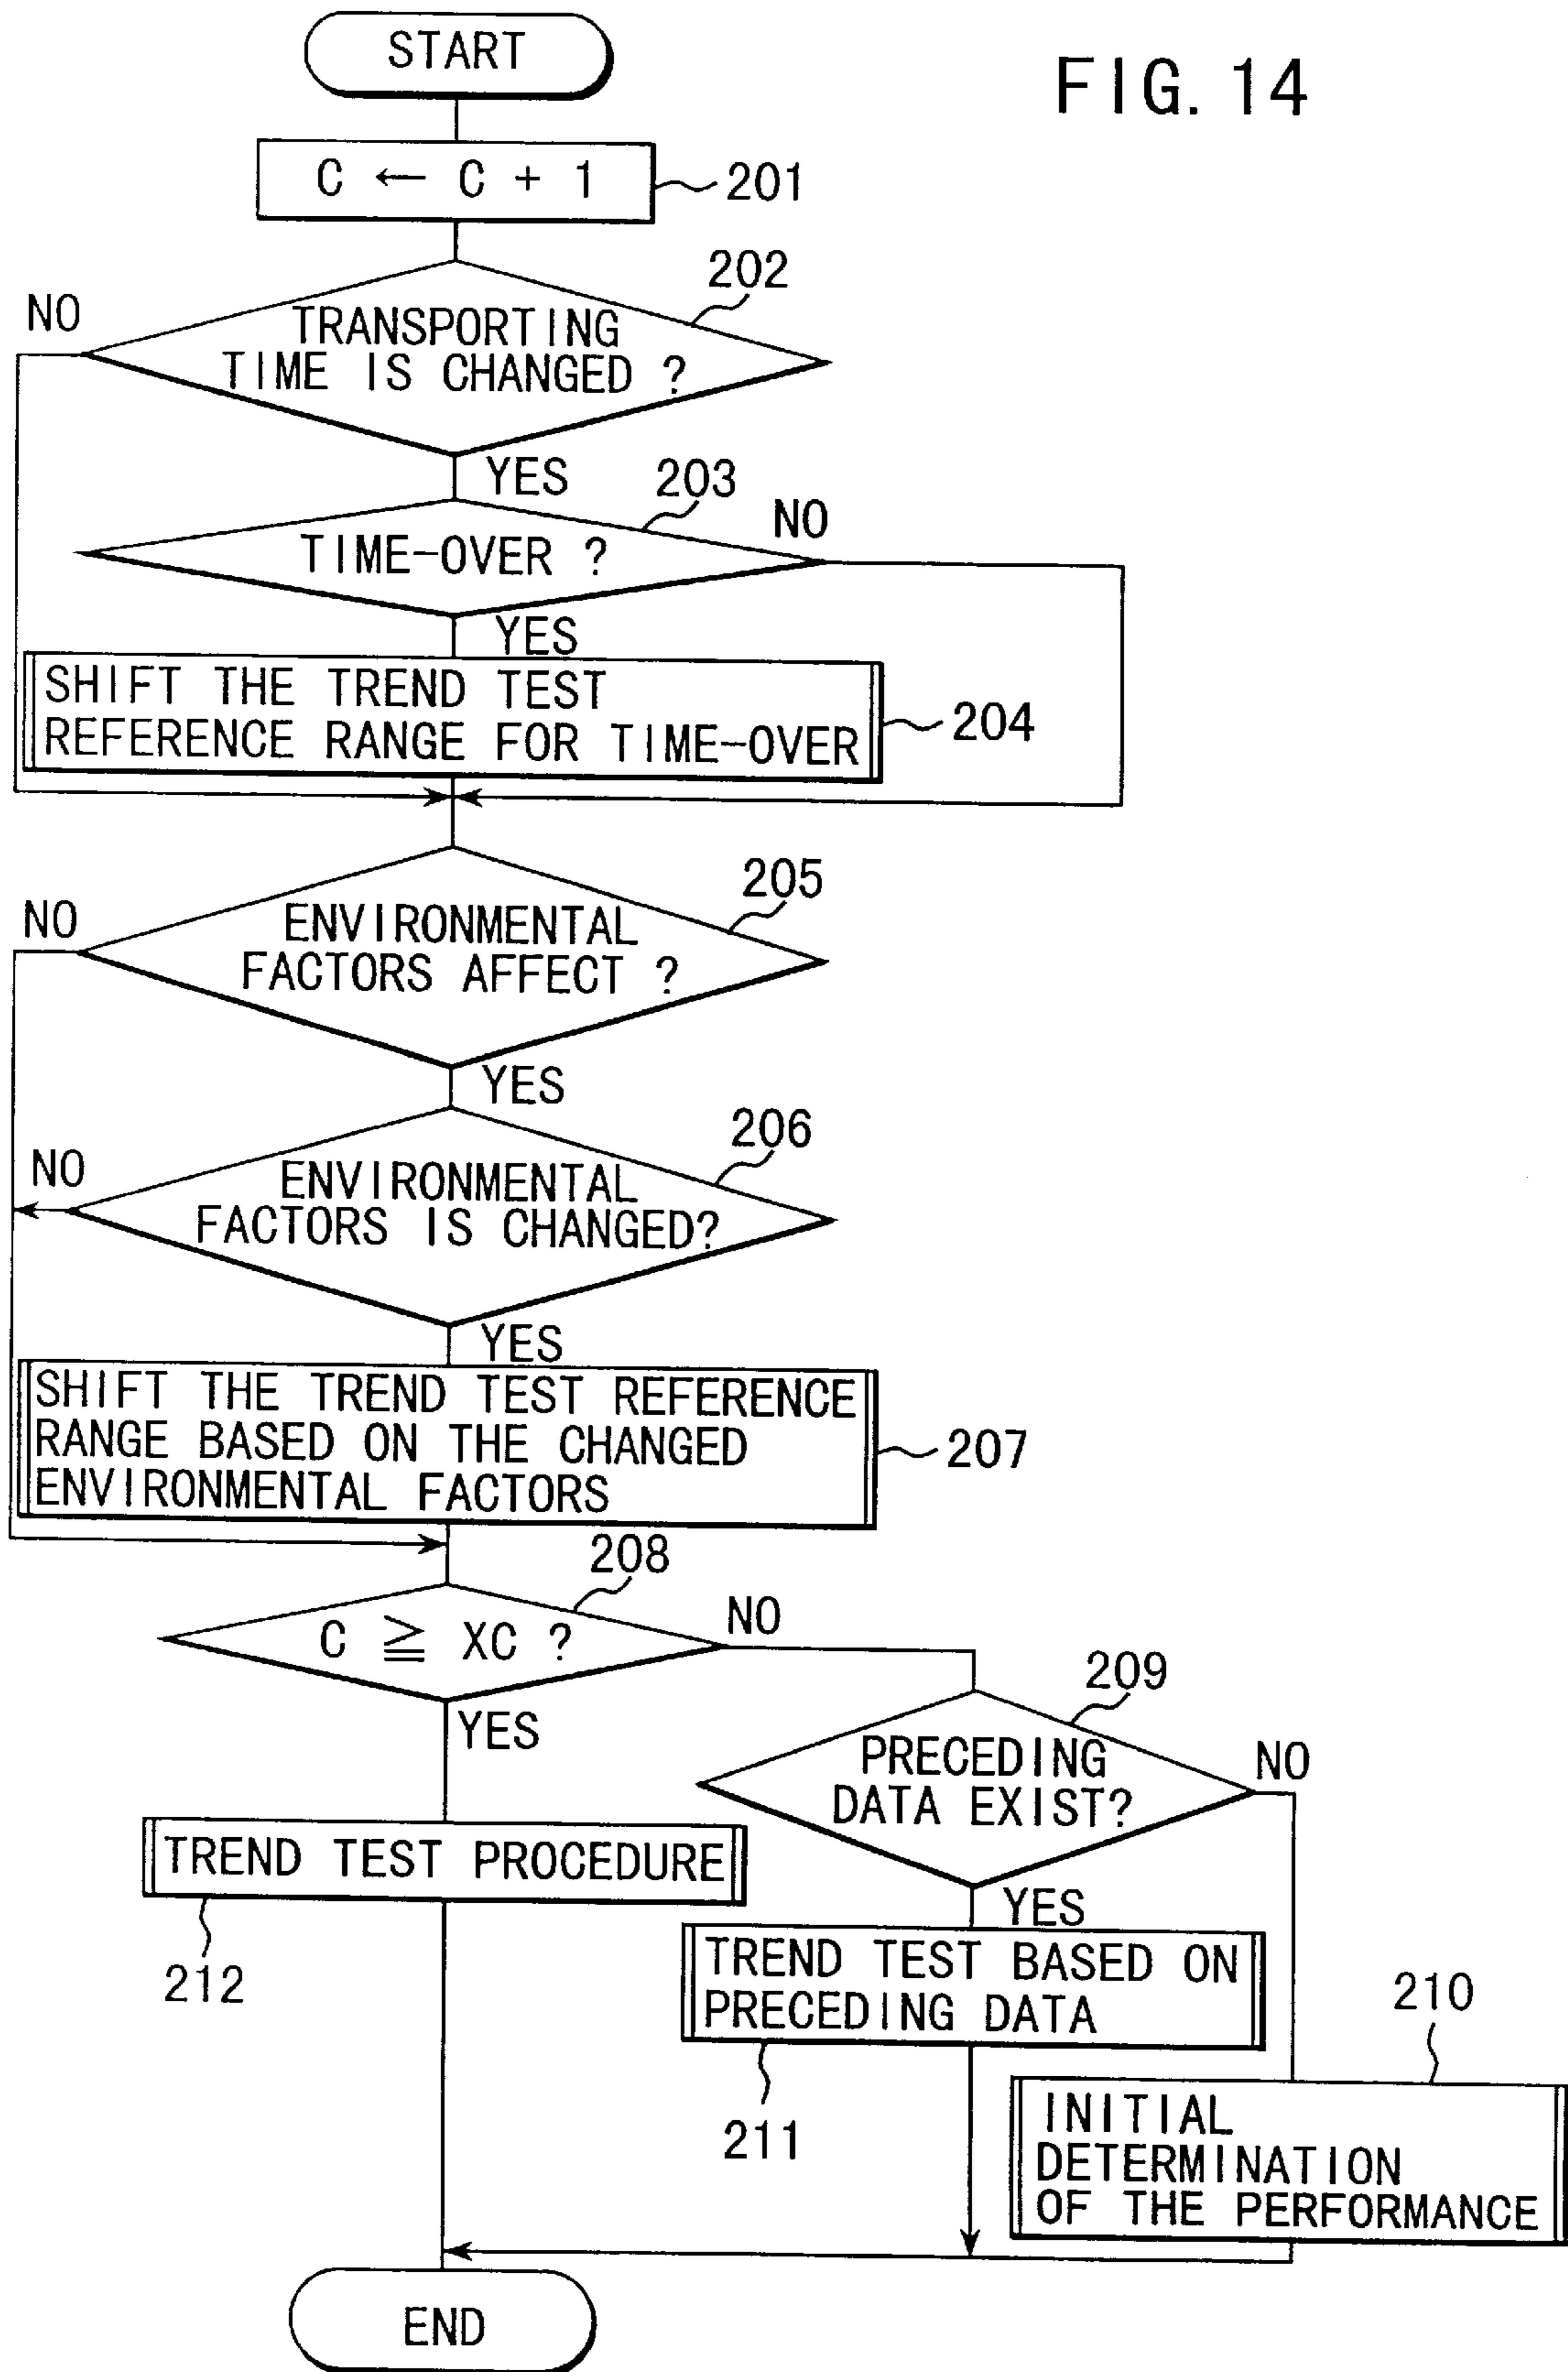 START
FIG. 14
C ← C + 1
201
202
NO
TRANSPORTING
TIME IS CHANGED ?
YES
203
NO
TIME-OVER ?
YES
SHIFT THE TREND TEST
REFERENCE RANGE FOR TIME-OVER
204
205
NO
ENVIRONMENTAL
FACTORS AFFECT ?
YES
206
NO
ENVIRONMENTAL
FACTORS IS CHANGED?
YES
SHIFT THE TREND TEST REFERENCE
RANGE BASED ON THE CHANGED
ENVIRONMENTAL FACTORS
207
208
C ≧ XC ?
NO
YES
209
PRECEDING
DATA EXIST?
NO
TREND TEST PROCEDURE
212
YES
TREND TEST BASED ON
PRECEDING DATA
211
210
INITIAL
DETERMINATION
OF THE PERFORMANCE
END